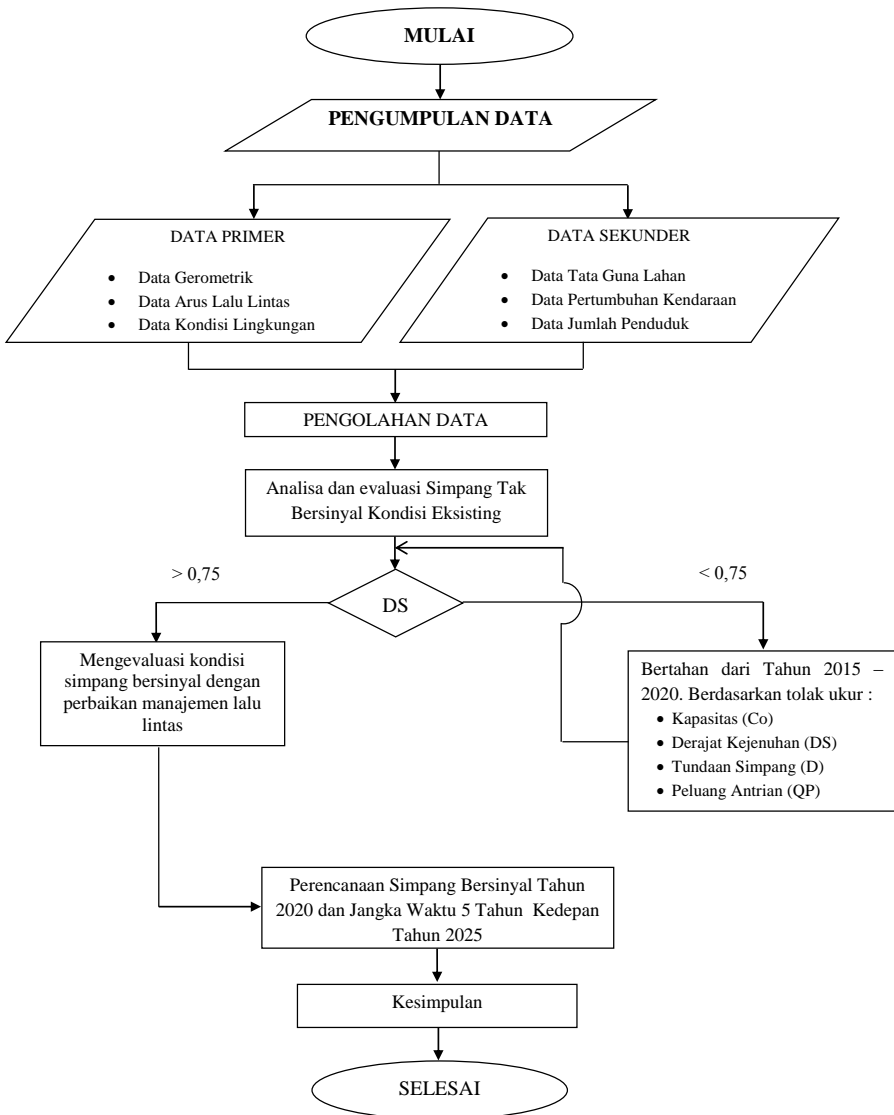 MULAI
PENGUMPULAN DATA
DATA PRIMER
• Data Gerometrik
• Data Arus Lalu Lintas
• Data Kondisi Lingkungan
DATA SEKUNDER
• Data Tata Guna Lahan
• Data Pertumbuhan Kendaraan
• Data Jumlah Penduduk
PENGOLAHAN DATA
Analisa dan evaluasi Simpang Tak
Bersinyal Kondisi Eksisting
> 0,75
< 0,75
DS
Mengevaluasi kondisi
simpang bersinyal dengan
perbaikan manajemen lalu
lintas
Bertahan dari Tahun 2015 –
2020. Berdasarkan tolak ukur :
• Kapasitas (Co)
• Derajat Kejenuhan (DS)
• Tundaan Simpang (D)
• Peluang Antrian (QP)
Perencanaan Simpang Bersinyal Tahun
2020 dan Jangka Waktu 5 Tahun Kedepan
Tahun 2025
Kesimpulan
SELESAI